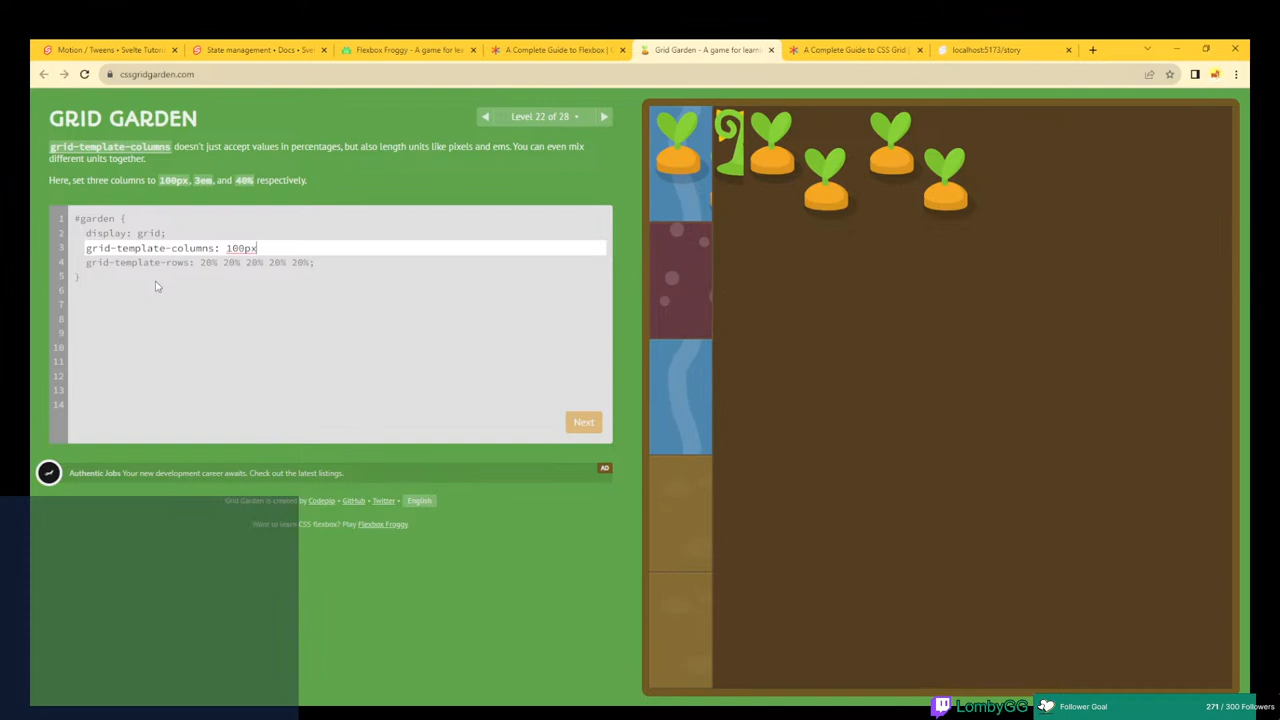 Motion / Tweens • Svelte Tutori
State management • Docs • Sve
Flexbox Froggy - A game for lea
A Complete Guide to Flexbox |
Grid Garden - A game for learn
A Complete Guide to CSS Grid |
localhost:5173/story
cssgridgarden.com
GRID GARDEN
Level 22 of 28
grid-template-columns doesn't just accept values in percentages, but also length units like pixels and ems. You can even mix
different units together.
Here, set three columns to 100px, 3em, and 40% respectively.
1 #garden {
2 display: grid;
3 grid-template-columns: 100px
4 grid-template-rows: 20% 20% 20% 20% 20%;
5 }
6
7
8
9
10
11
12
13
14
Next
Authentic Jobs Your new development career awaits. Check out the latest listings.
AD
Grid Garden is created by Codepip • GitHub • Twitter • English
Want to learn CSS flexbox? Play Flexbox Froggy.
LombyGG
Follower Goal
271 / 300 Followers